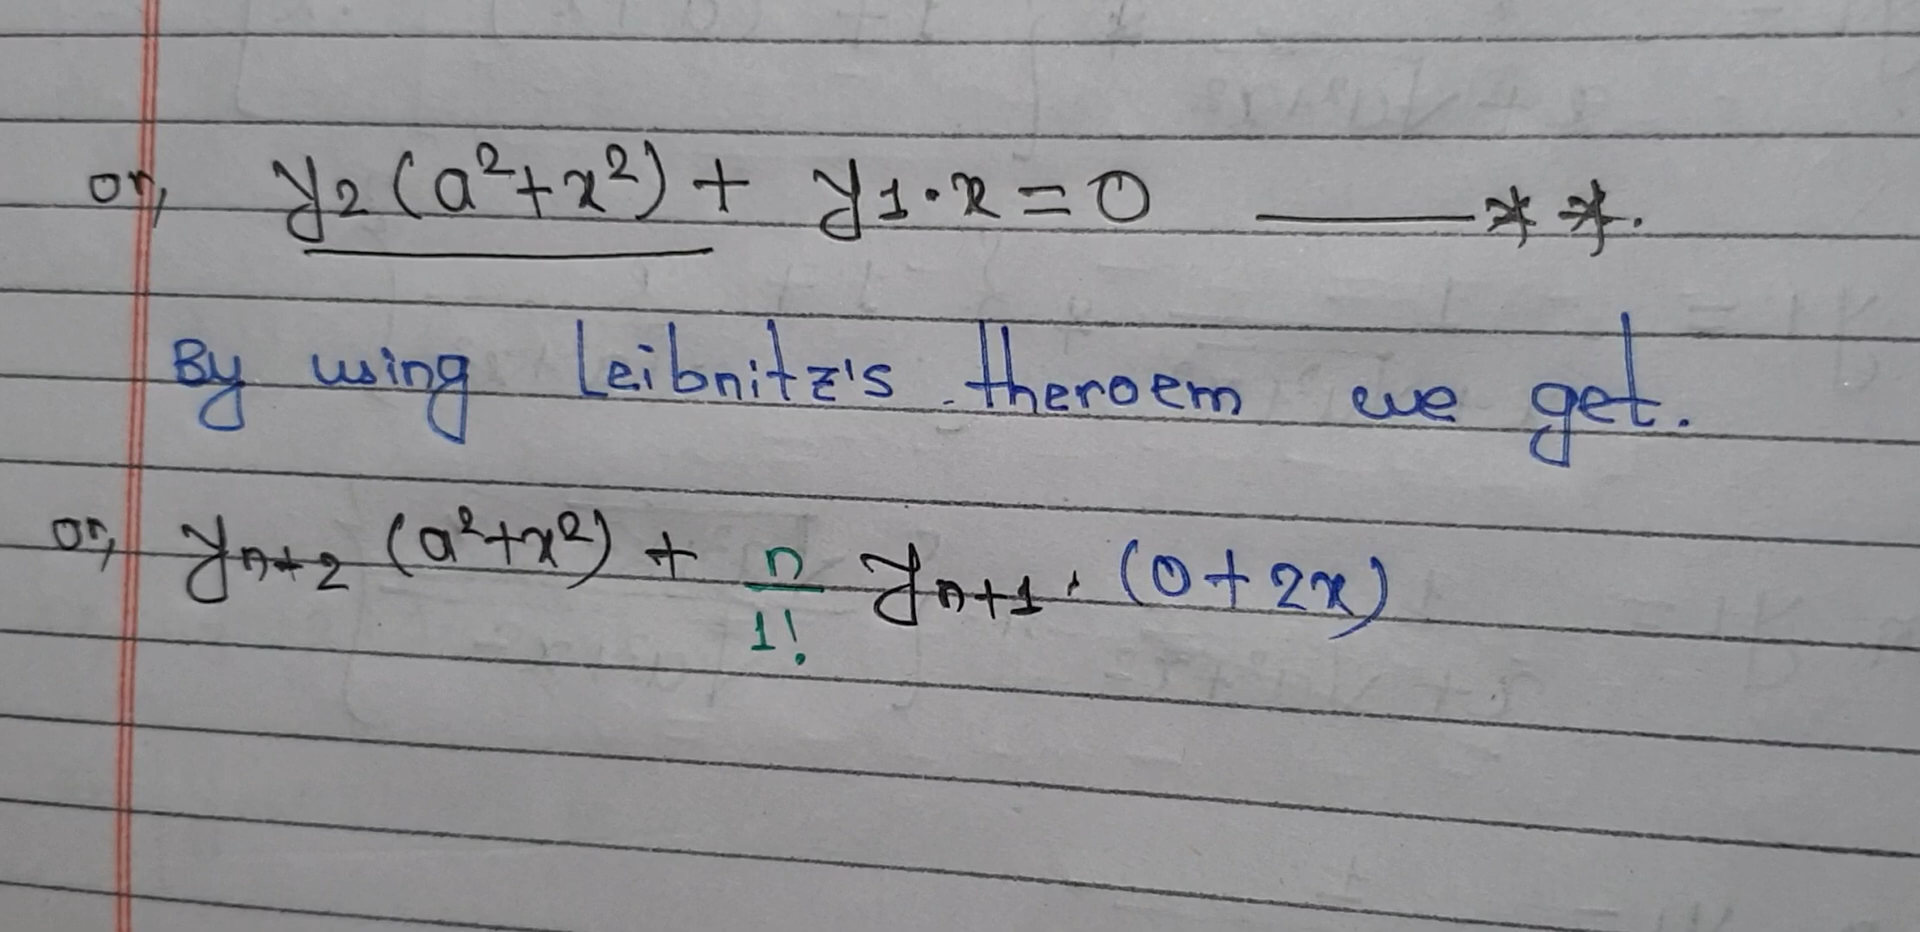 or, y₂(a²+x²) + y₁·x = 0 ——**.
By using Leibnitz's theroem we get.
or, yₙ₊₂ (a²+x²) + n/1! yₙ₊₁ · (0+2x)